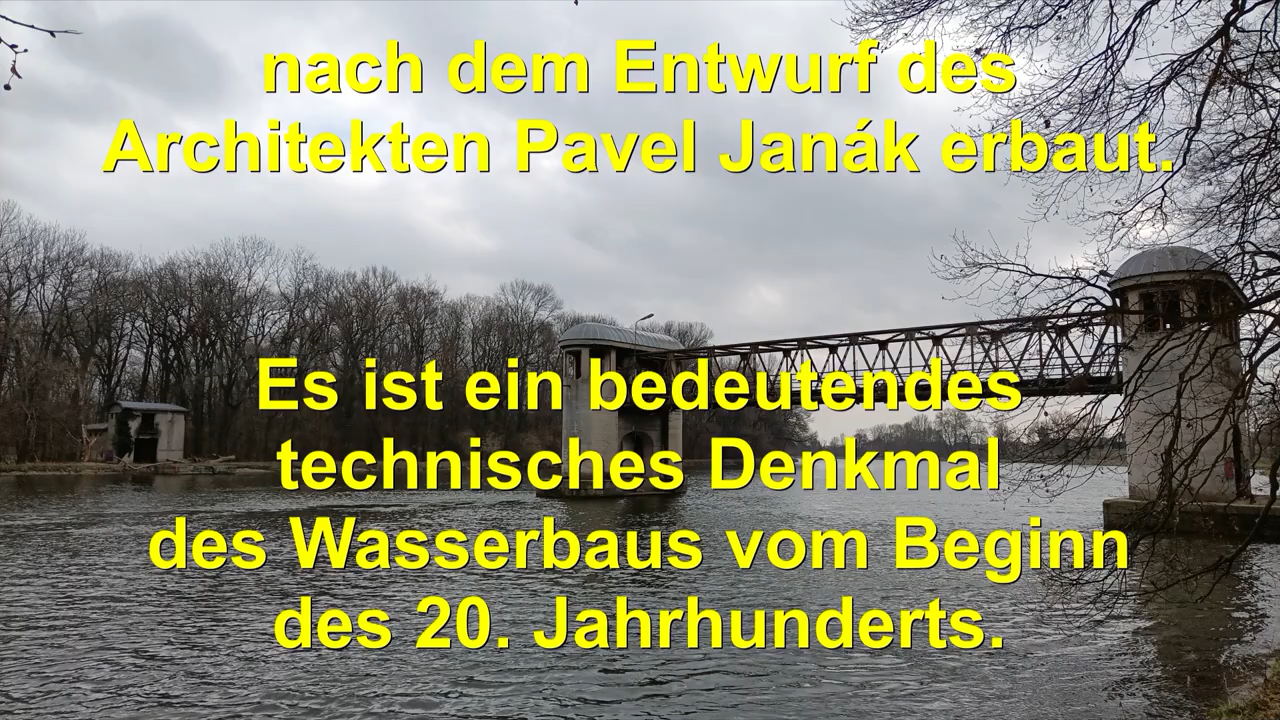 nach dem Entwurf des
Architekten Pavel Janák erbaut.
Es ist ein bedeutendes
technisches Denkmal
des Wasserbaus vom Beginn
des 20. Jahrhunderts.